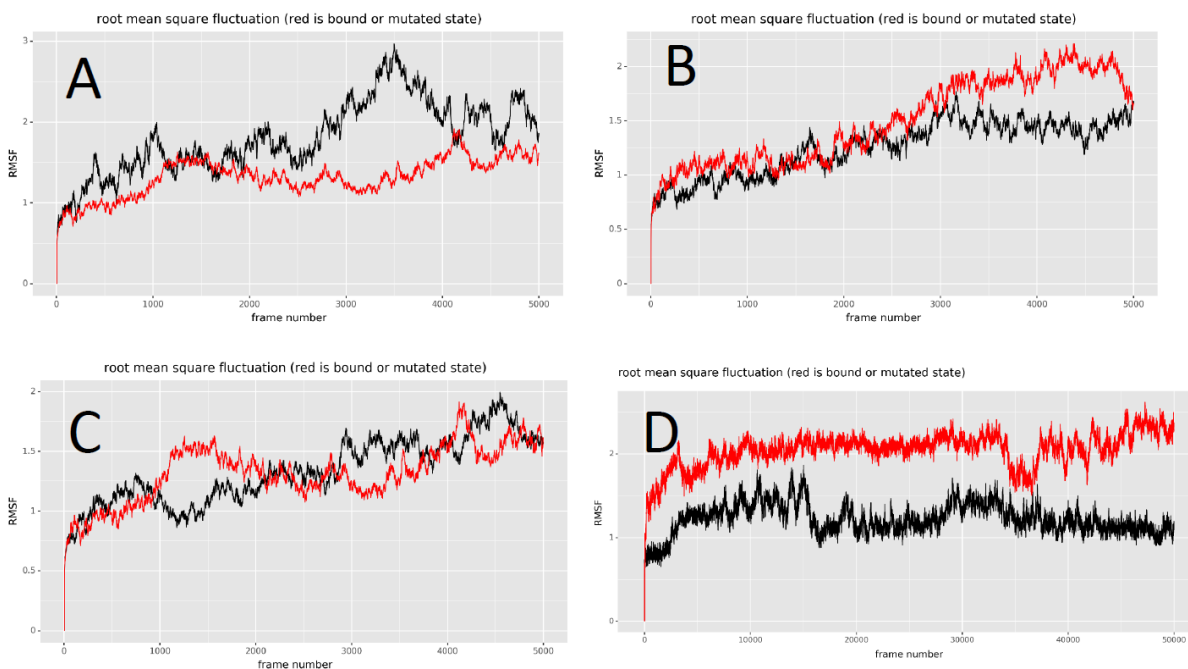 root mean square fluctuation (red is bound or mutated state)
A
3
2
1
0
RMSF
0 1000 2000 3000 4000 5000
frame number
root mean square fluctuation (red is bound or mutated state)
B
2
1.5
1
0.5
0
RMSF
0 1000 2000 3000 4000 5000
frame number
root mean square fluctuation (red is bound or mutated state)
C
2
1.5
1
0.5
0
RMSF
0 1000 2000 3000 4000 5000
frame number
root mean square fluctuation (red is bound or mutated state)
D
2
1
0
RMSF
0 10000 20000 30000 40000 50000
frame number